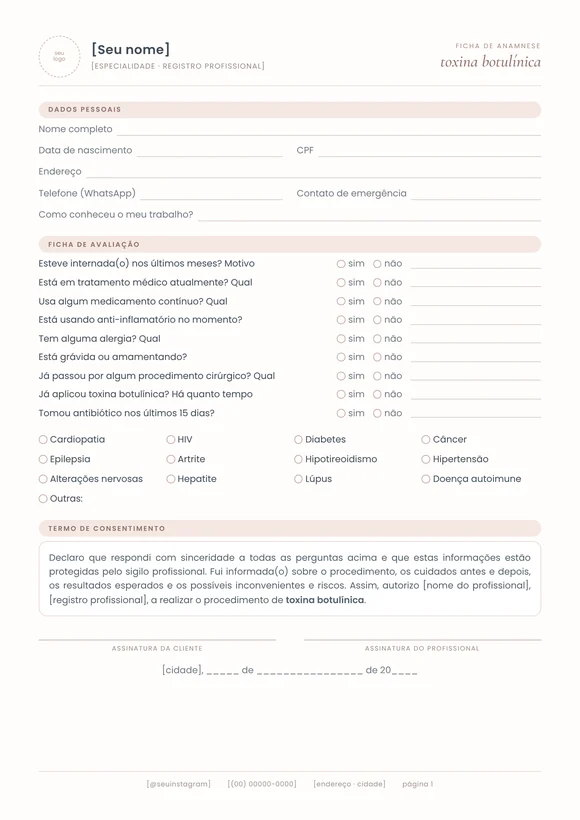 seu
logo
[Seu nome]
[ESPECIALIDADE · REGISTRO PROFISSIONAL]
FICHA DE ANAMNESE
toxina botulínica
DADOS PESSOAIS
Nome completo
Data de nascimento CPF
Endereço
Telefone (WhatsApp) Contato de emergência
Como conheceu o meu trabalho?
FICHA DE AVALIAÇÃO
Esteve internada(o) nos últimos meses? Motivo sim não
Está em tratamento médico atualmente? Qual sim não
Usa algum medicamento contínuo? Qual sim não
Está usando anti-inflamatório no momento? sim não
Tem alguma alergia? Qual sim não
Está grávida ou amamentando? sim não
Já passou por algum procedimento cirúrgico? Qual sim não
Já aplicou toxina botulínica? Há quanto tempo sim não
Tomou antibiótico nos últimos 15 dias? sim não
Cardiopatia HIV Diabetes Câncer
Epilepsia Artrite Hipotireoidismo Hipertensão
Alterações nervosas Hepatite Lúpus Doença autoimune
Outras:
TERMO DE CONSENTIMENTO
Declaro que respondi com sinceridade a todas as perguntas acima e que estas informações estão
protegidas pelo sigilo profissional. Fui informada(o) sobre o procedimento, os cuidados antes e depois,
os resultados esperados e os possíveis inconvenientes e riscos. Assim, autorizo [nome do profissional],
[registro profissional], a realizar o procedimento de toxina botulínica.
ASSINATURA DA CLIENTE ASSINATURA DO PROFISSIONAL
[cidade], _____ de ________________ de 20____
[@seuinstagram] [(00) 00000-0000] [endereço · cidade] página 1